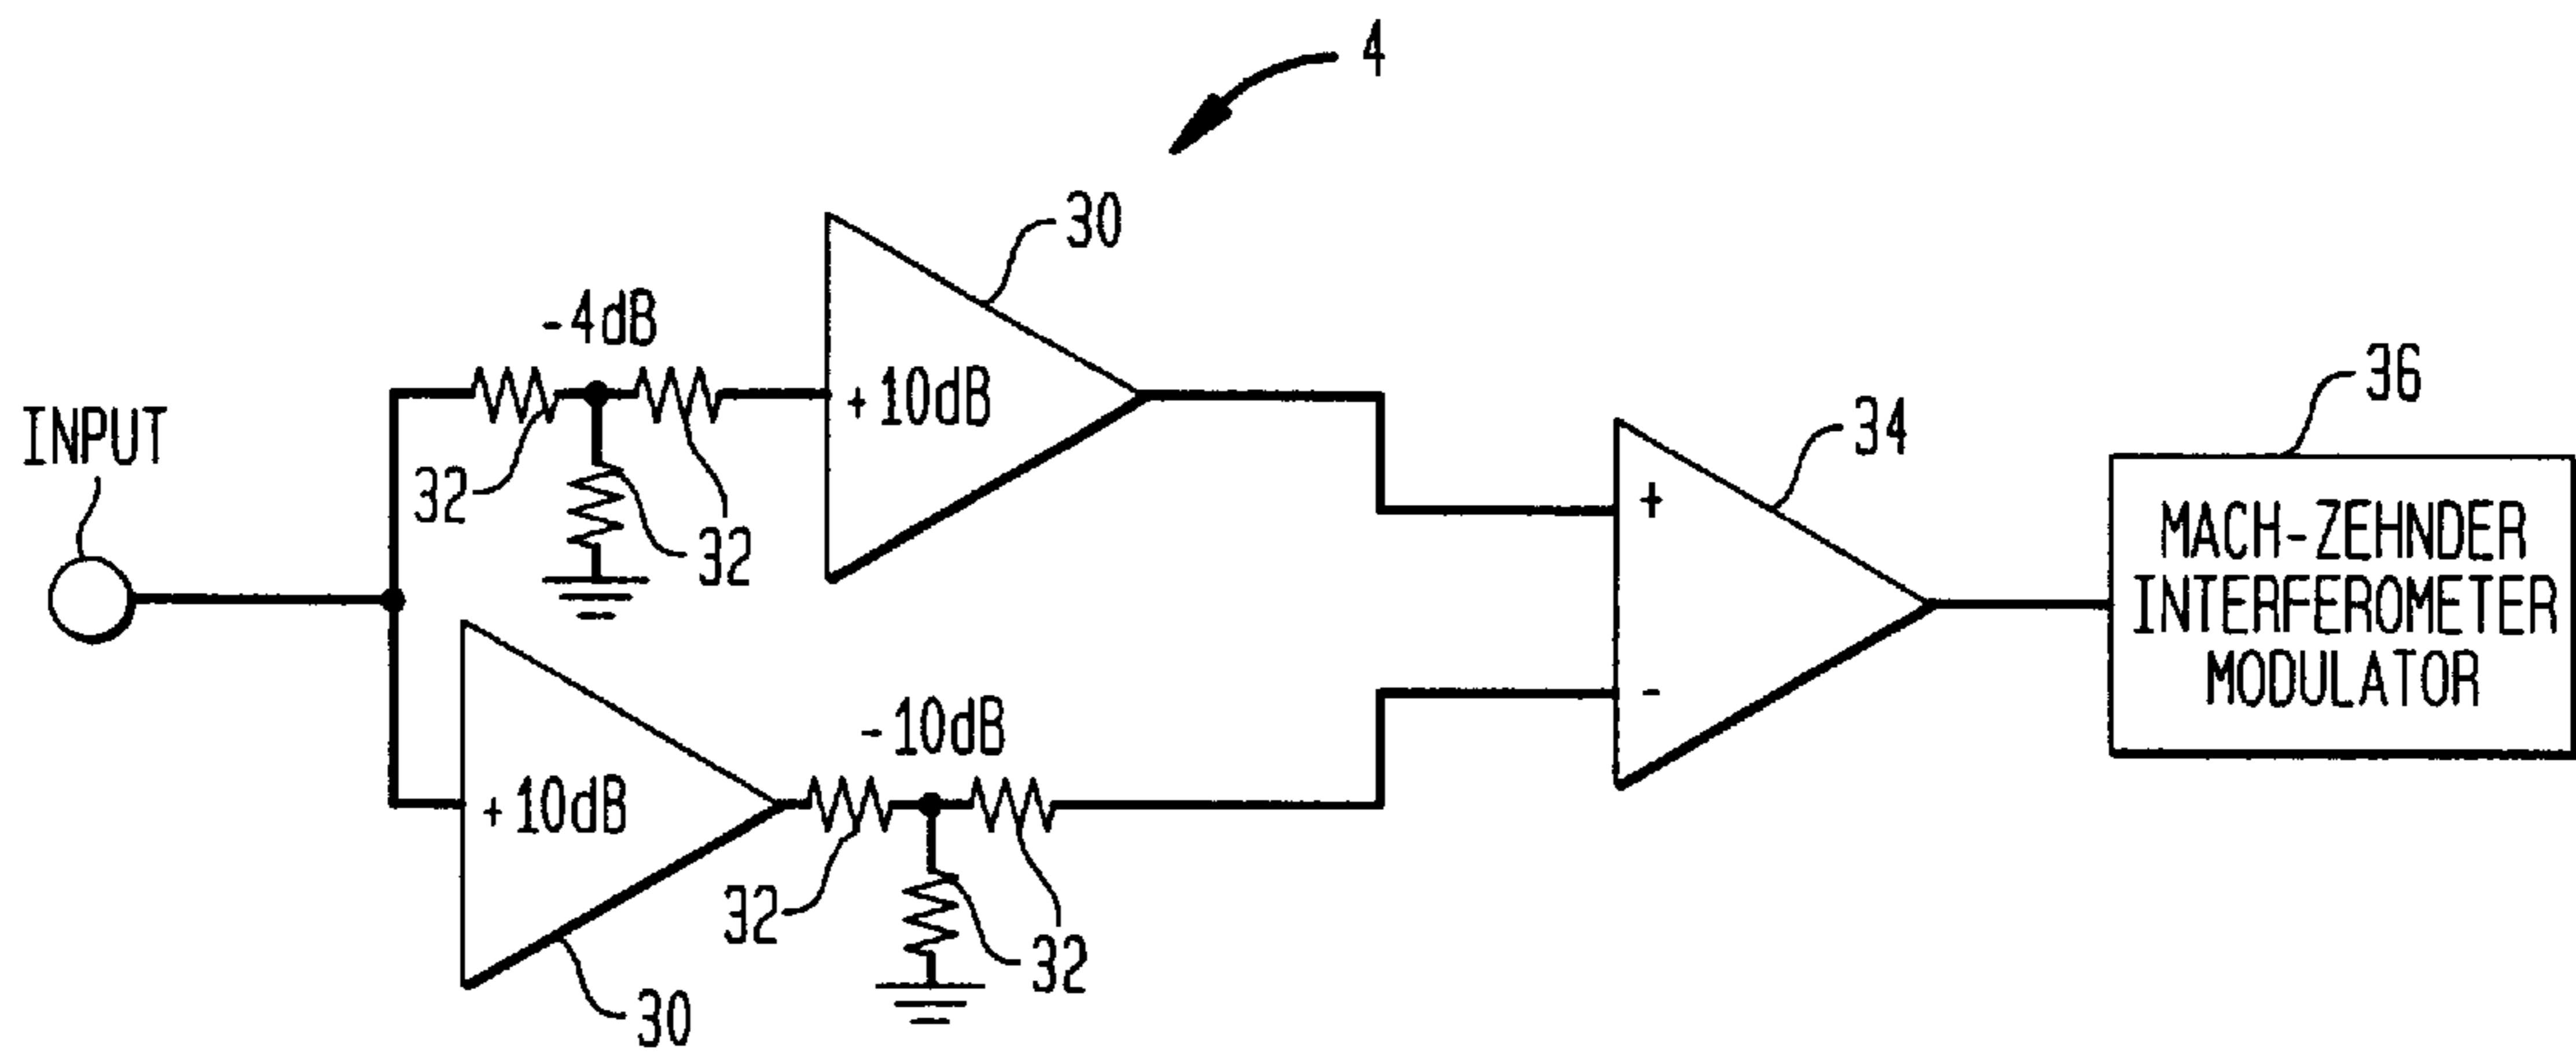 4
30
-4dB
+10dB
INPUT
32
32
34
+
-
36
MACH-ZEHNDER
INTERFEROMETER
MODULATOR
-10dB
+10dB
32
32
30